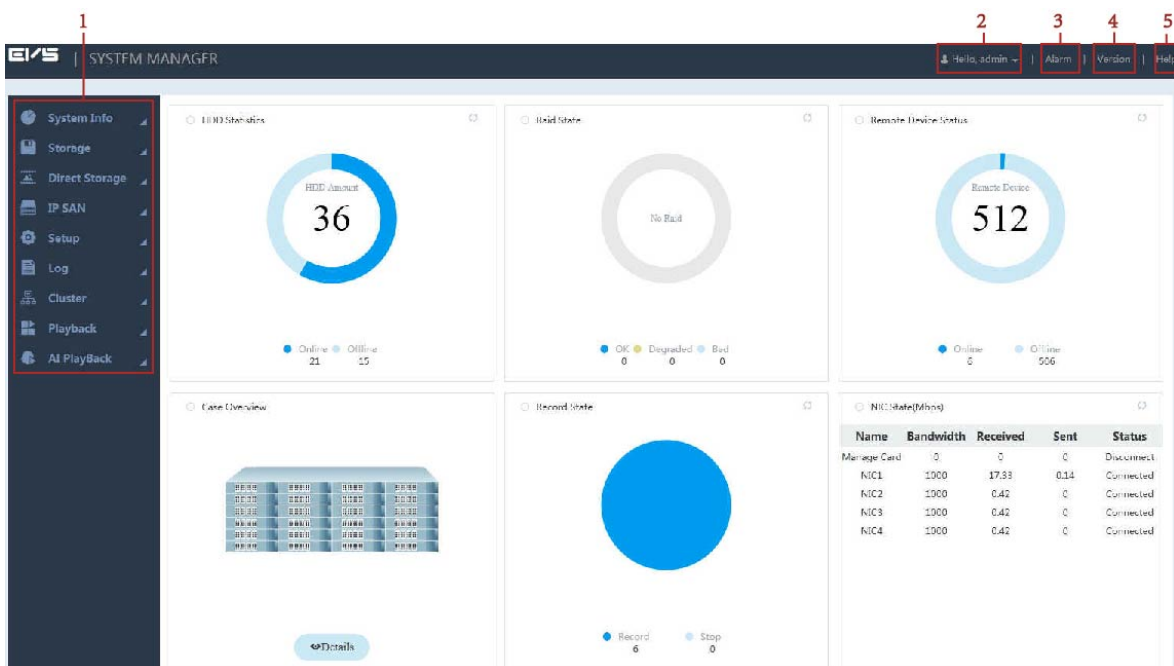 1
2 3 4 5
EVS | SYSTEM MANAGER
Hello, admin | Alarm | Version | Help
System Info
Storage
Direct Storage
IP SAN
Setup
Log
Cluster
Playback
AI PlayBack
HDD Statistics
HDD Amount
36
Online Offline
21 15
Raid State
No Raid
OK Degraded Bad
0 0 0
Remote Device Status
Remote Device
512
Online Offline
6 506
Case Overview
Details
Record State
Record Stop
6 0
NIC State(Mbps)
Name Bandwidth Received Sent Status
Manage Card 0 0 0 Disconnect
NIC1 1000 17.33 0.14 Connected
NIC2 1000 0.42 0 Connected
NIC3 1000 0.42 0 Connected
NIC4 1000 0.42 0 Connected